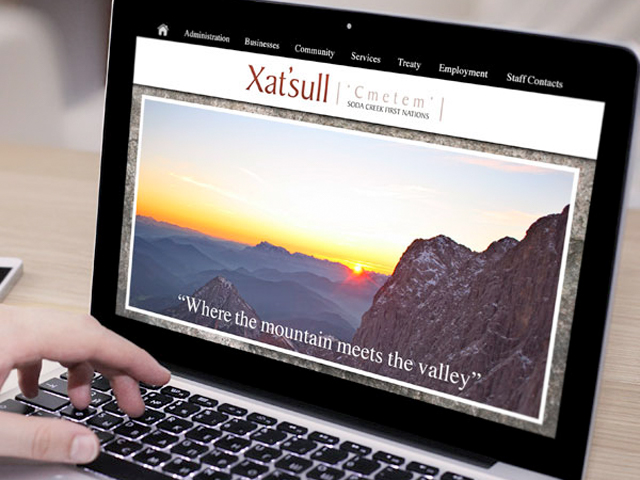 Administration Businesses Community Services Treaty Employment Staff Contacts
Xat'sull | 'Cmetem' |
SODA CREEK FIRST NATIONS
“Where the mountain meets the valley”